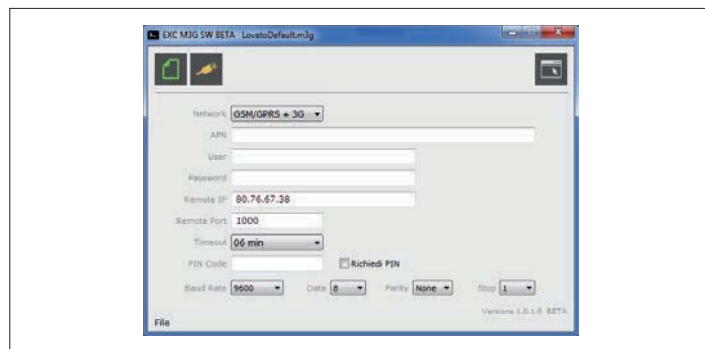 EXC M3G SW BETA LovatoDefault.m3g
Network GSM/GPRS + 3G
APN
User
Password
Remote IP 80.76.67.38
Remote Port 1000
Timeout 06 min
PIN Code Richiedi PIN
Baud Rate 9600 Data 8 Parity None Stop 1
Versione 1.0.1.0 BETA
File